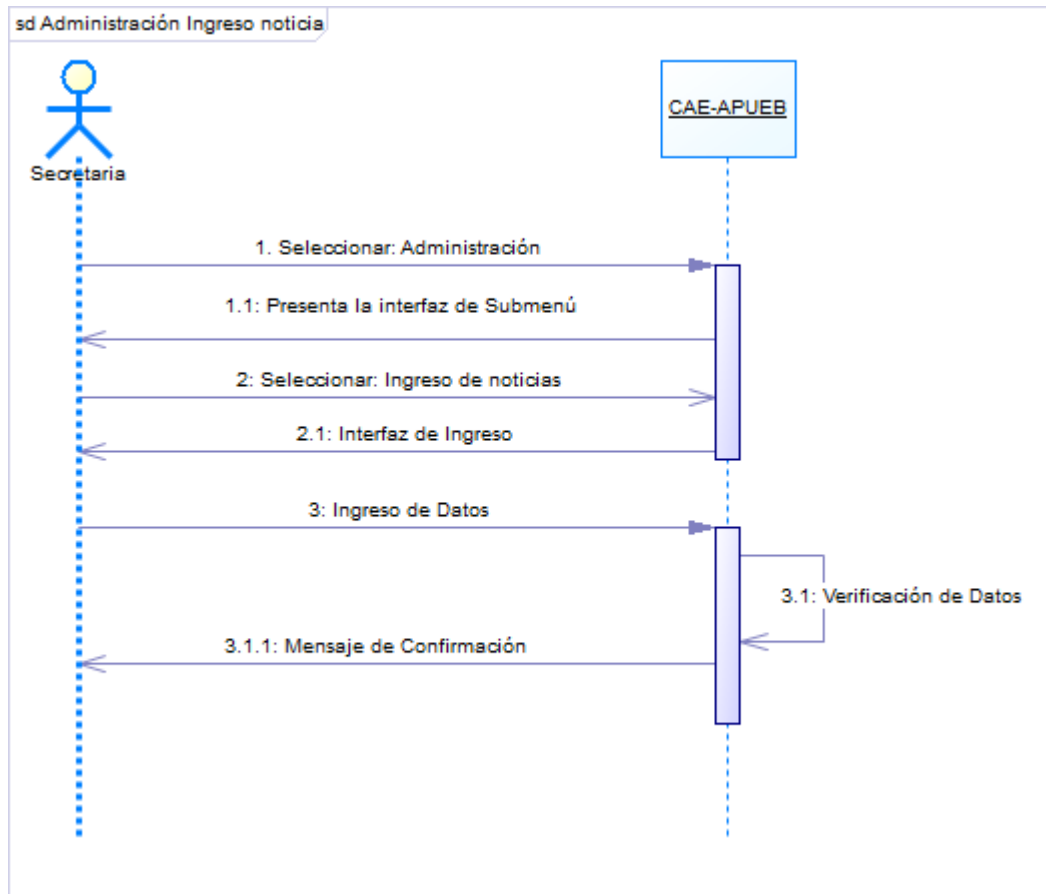 sd Administración Ingreso noticia
Secretaria
CAE-APUEB
1. Seleccionar: Administración
1.1: Presenta la interfaz de Submenú
2: Seleccionar: Ingreso de noticias
2.1: Interfaz de Ingreso
3: Ingreso de Datos
3.1: Verificación de Datos
3.1.1: Mensaje de Confirmación